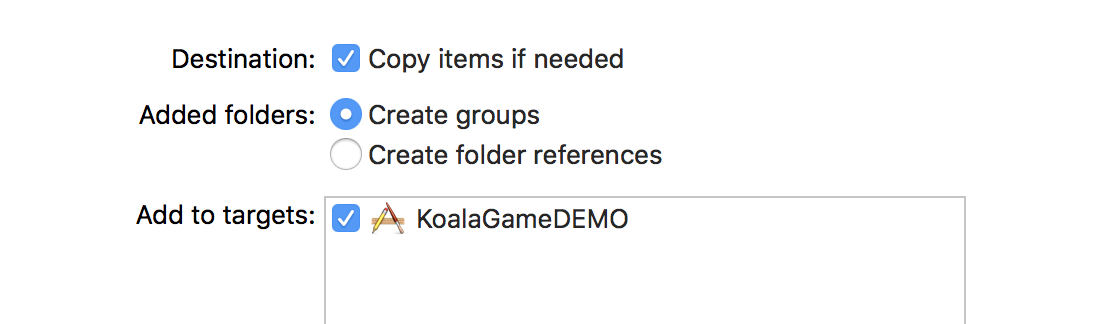 Destination: Copy items if needed
Added folders: Create groups
Create folder references
Add to targets: KoalaGameDEMO